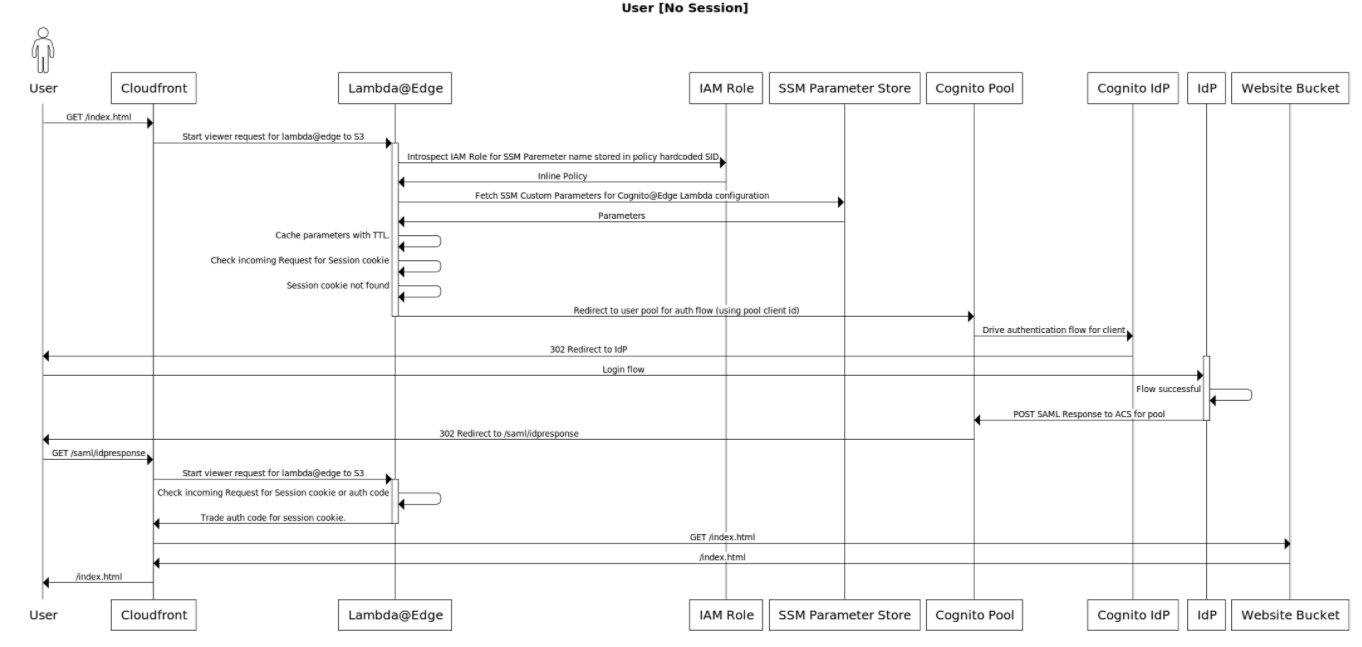 User [No Session]
User
Cloudfront
Lambda@Edge
IAM Role
SSM Parameter Store
Cognito Pool
Cognito IdP
IdP
Website Bucket
GET /index.html
Start viewer request for lambda@edge to S3
Introspect IAM Role for SSM Paremeter name stored in policy hardcoded SID
Inline Policy
Fetch SSM Custom Parameters for Cognito@Edge Lambda configuration
Parameters
Cache parameters with TTL.
Check incoming Request for Session cookie
Session cookie not found
Redirect to user pool for auth flow (using pool client id)
Drive authentication flow for client
302 Redirect to IdP
Login flow
Flow successful
POST SAML Response to ACS for pool
302 Redirect to /saml/idpresponse
GET /saml/idpresponse
Start viewer request for lambda@edge to S3
Check incoming Request for Session cookie or auth code
Trade auth code for session cookie.
GET /index.html
/index.html
/index.html
User
Cloudfront
Lambda@Edge
IAM Role
SSM Parameter Store
Cognito Pool
Cognito IdP
IdP
Website Bucket